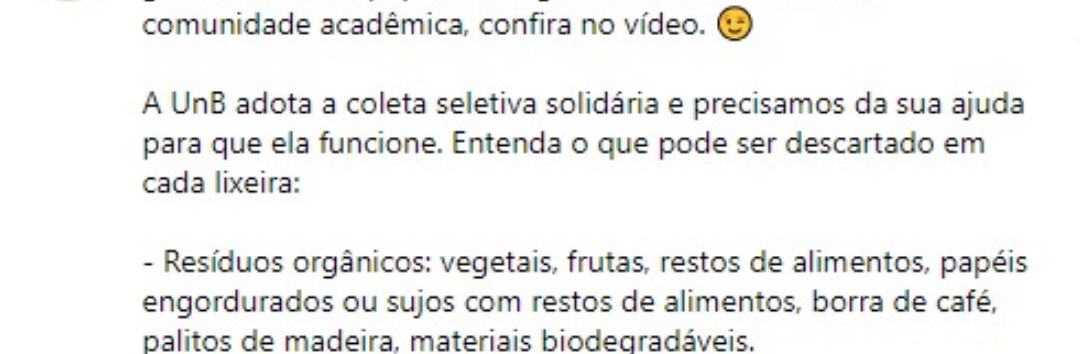 comunidade acadêmica, confira no vídeo. 😉
A UnB adota a coleta seletiva solidária e precisamos da sua ajuda
para que ela funcione. Entenda o que pode ser descartado em
cada lixeira:
- Resíduos orgânicos: vegetais, frutas, restos de alimentos, papéis
engordurados ou sujos com restos de alimentos, borra de café,
palitos de madeira, materiais biodegradáveis.